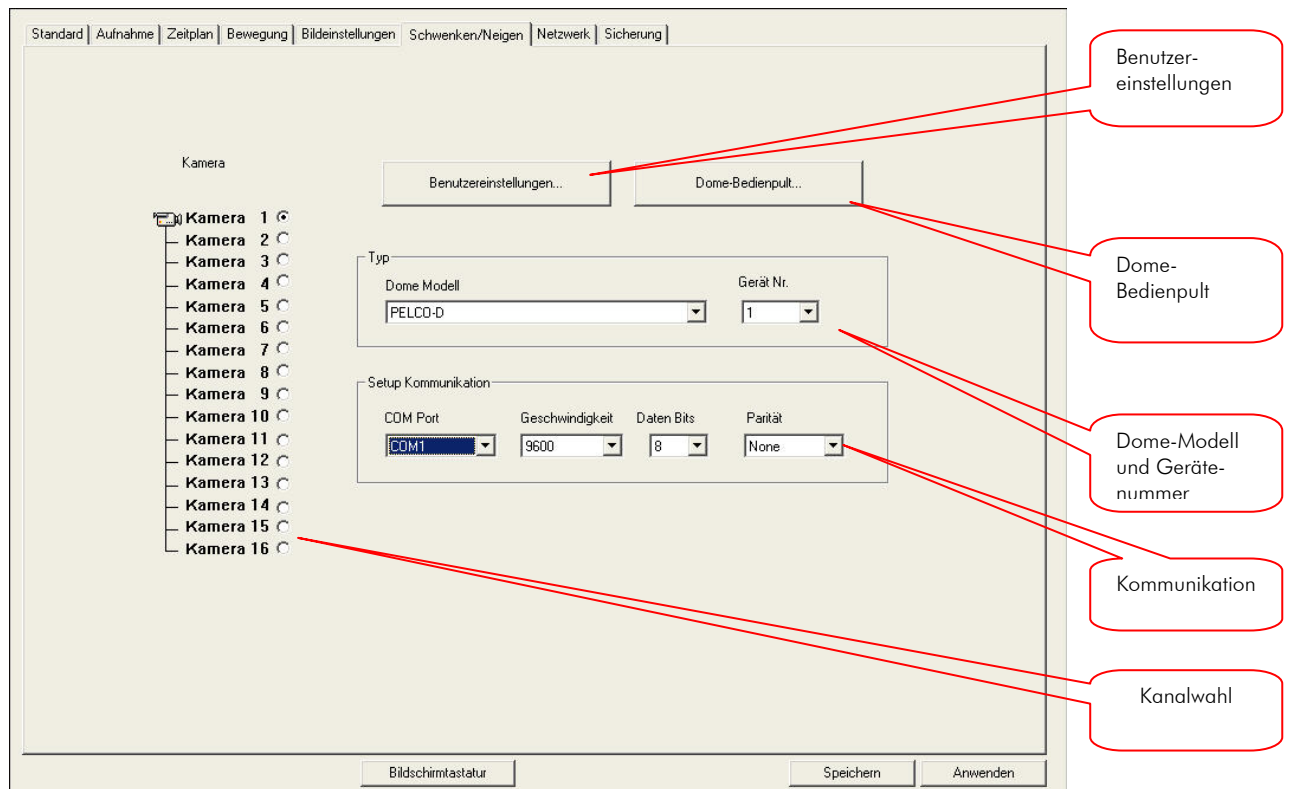 Standard Aufnahme Zeitplan Bewegung Bildeinstellungen Schwenken/Neigen Netzwerk Sicherung
Kamera
Kamera 1
Kamera 2
Kamera 3
Kamera 4
Kamera 5
Kamera 6
Kamera 7
Kamera 8
Kamera 9
Kamera 10
Kamera 11
Kamera 12
Kamera 13
Kamera 14
Kamera 15
Kamera 16
Benutzereinstellungen... Dome-Bedienpult...
Typ
Dome Modell Gerät Nr.
PELCO-D 1
Setup Kommunikation
COM Port Geschwindigkeit Daten Bits Parität
COM1 9600 8 None
Bildschirmtastatur Speichern Anwenden
Benutzer-
einstellungen
Dome-
Bedienpult
Dome-Modell
und Geräte-
nummer
Kommunikation
Kanalwahl